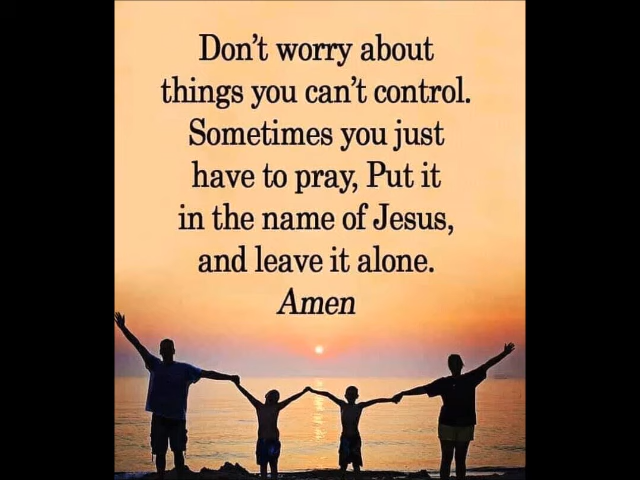 Don't worry about
things you can't control.
Sometimes you just
have to pray, Put it
in the name of Jesus,
and leave it alone.
Amen